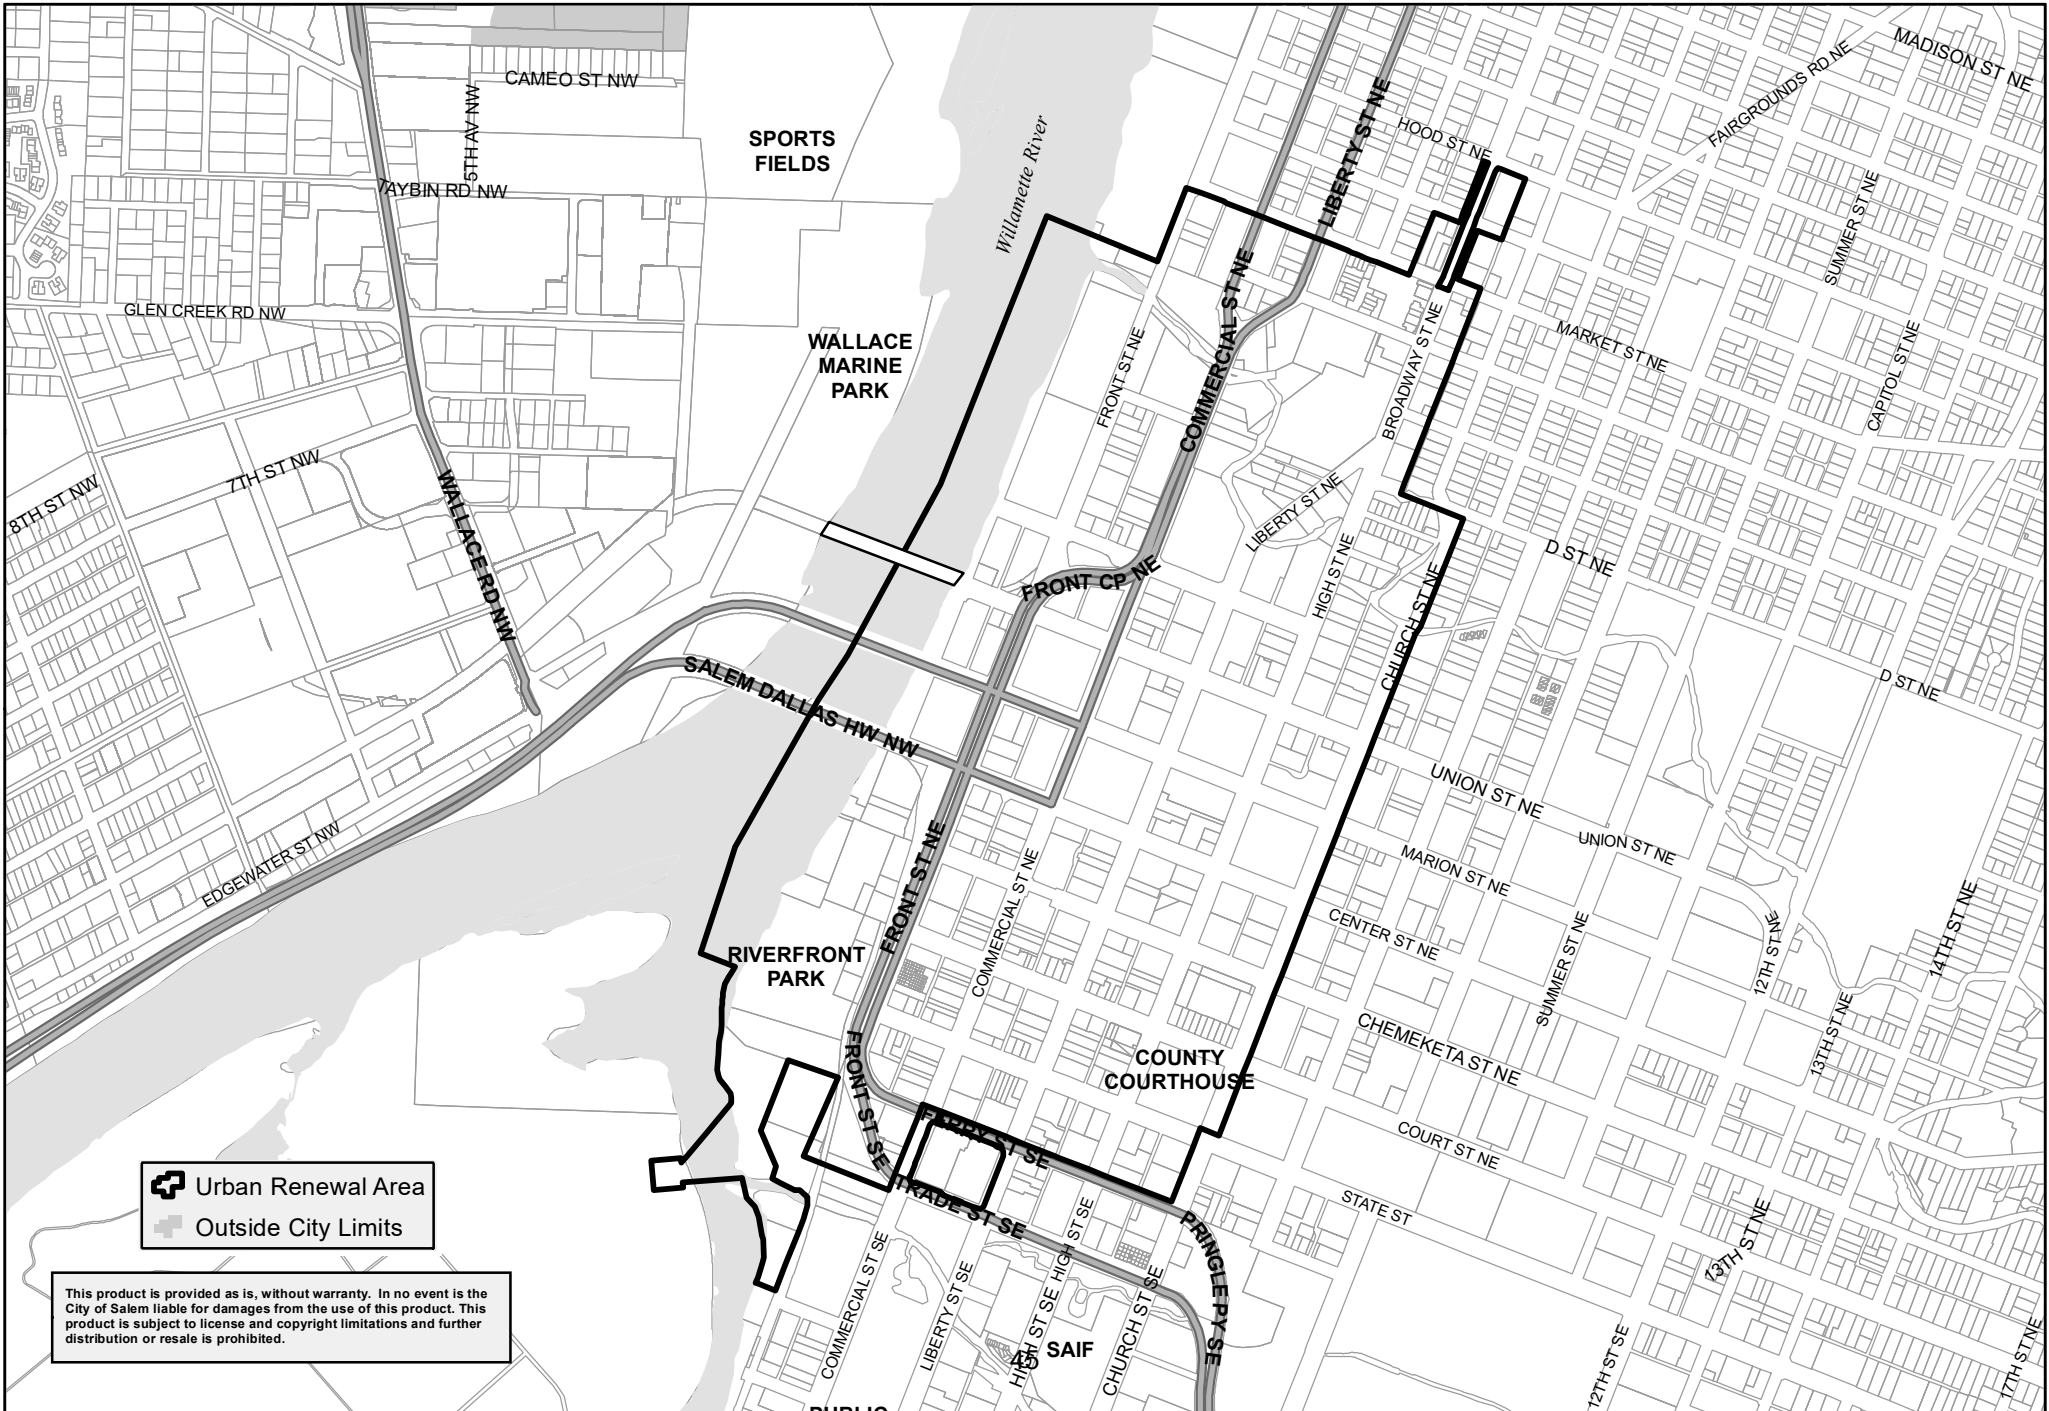 MADISON ST NE
FAIRGROUNDS RD NE
CAMEO ST NW
5TH AV NW
SPORTS
FIELDS
LIBERTY ST NE
HOOD ST NE
Willamette River
TAYBIN RD NW
SUMMER ST NE
GLEN CREEK RD NW
WALLACE
MARINE
PARK
FRONT ST NE
COMMERCIAL ST NE
BROADWAY ST NE
MARKET ST NE
CAPITOL ST NE
8TH ST NW
7TH ST NW
WALLACE RD NW
LIBERTY ST NE
HIGH ST NE
D ST NE
FRONT CP NE
CHURCH ST NE
D ST NE
SALEM DALLAS HW NW
UNION ST NE
UNION ST NE
EDGEWATER ST NW
FRONT ST NE
COMMERCIAL ST NE
MARION ST NE
CENTER ST NE
SUMMER ST NE
12TH ST NE
14TH ST NE
RIVERFRONT
PARK
13TH ST NE
CHEMEKETA ST NE
COUNTY
COURTHOUSE
FRONT ST SE
FERRY ST SE
COURT ST NE
TRADE ST SE
STATE ST
PRINGLE PY SE
13TH ST NE
Urban Renewal Area
Outside City Limits
COMMERCIAL ST SE
LIBERTY ST SE
HIGH ST SE
HIGH ST SE
CHURCH ST SE
This product is provided as is, without warranty. In no event is the
City of Salem liable for damages from the use of this product. This
product is subject to license and copyright limitations and further
distribution or resale is prohibited.
45
SAIF
12TH ST SE
17TH ST NE
PUBLIC